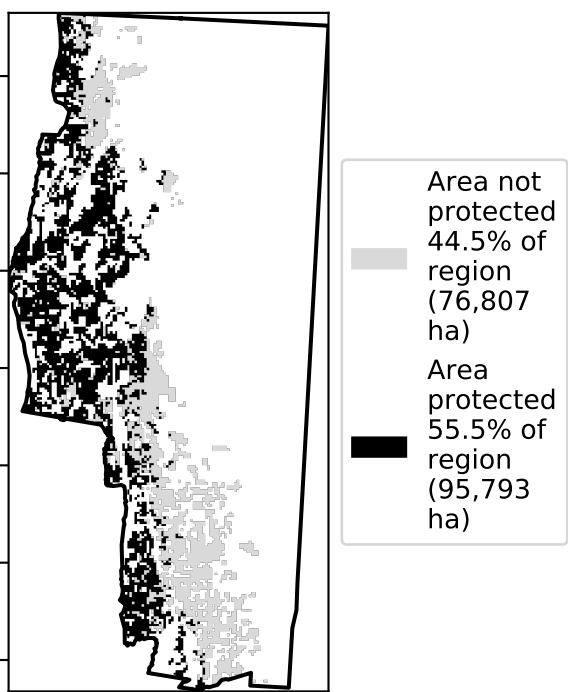 Area not
protected
44.5% of
region
(76,807
ha)
Area
protected
55.5% of
region
(95,793
ha)